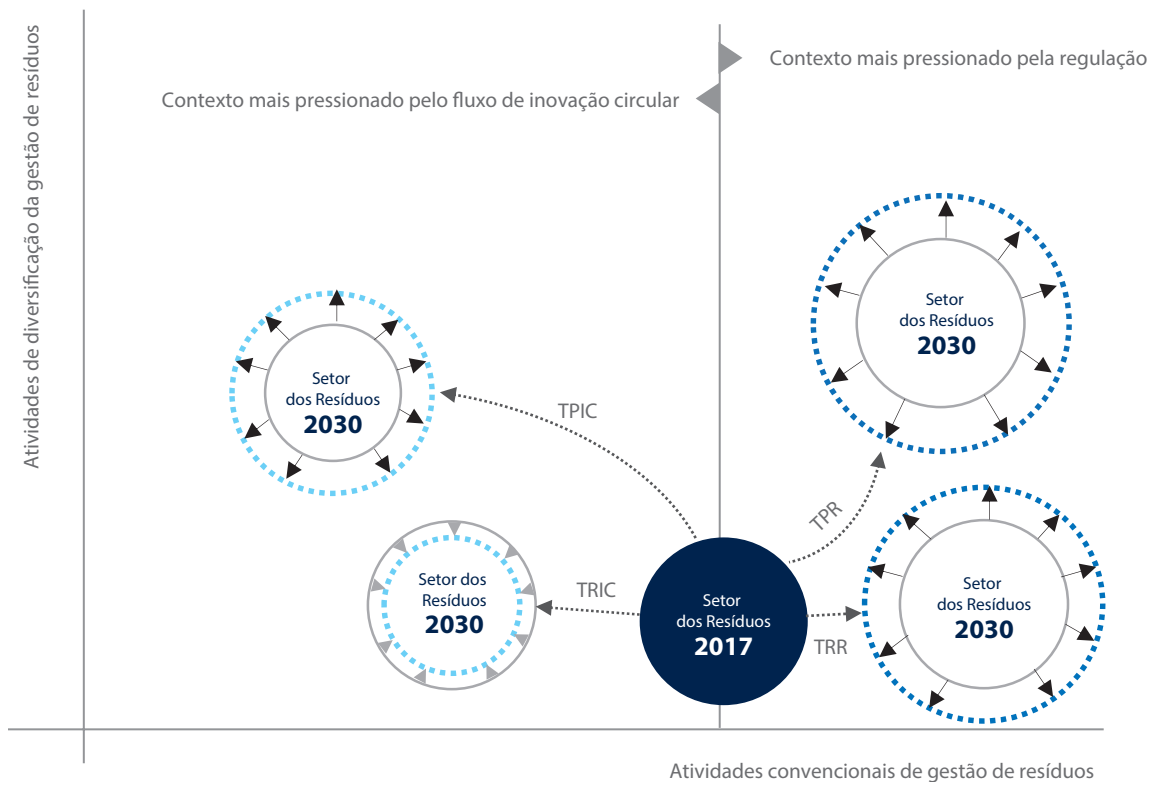 Atividades de diversificação da gestão de resíduos
Contexto mais pressionado pela regulação
Contexto mais pressionado pelo fluxo de inovação circular
Setor
dos Resíduos
2030
Setor
dos Resíduos
2030
TPIC
TPR
Setor dos
Resíduos
2030
TRIC
Setor
dos Resíduos
2017
TRR
Setor
dos Resíduos
2030
Atividades convencionais de gestão de resíduos